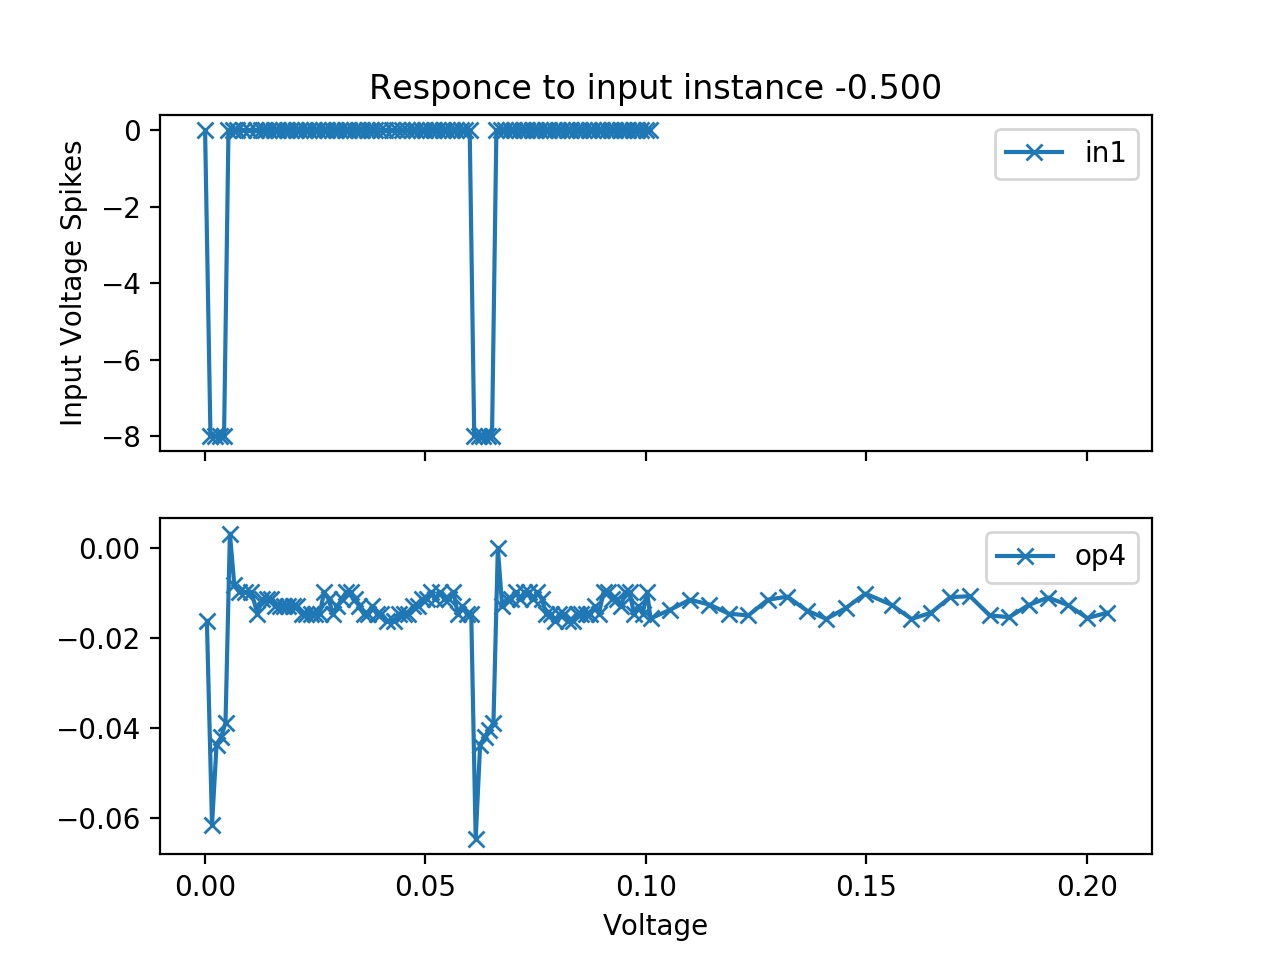 Responce to input instance -0.500
Input Voltage Spikes
0
−2
−4
−6
−8
in1
0.00
−0.02
−0.04
−0.06
op4
0.00 0.05 0.10 0.15 0.20
Voltage